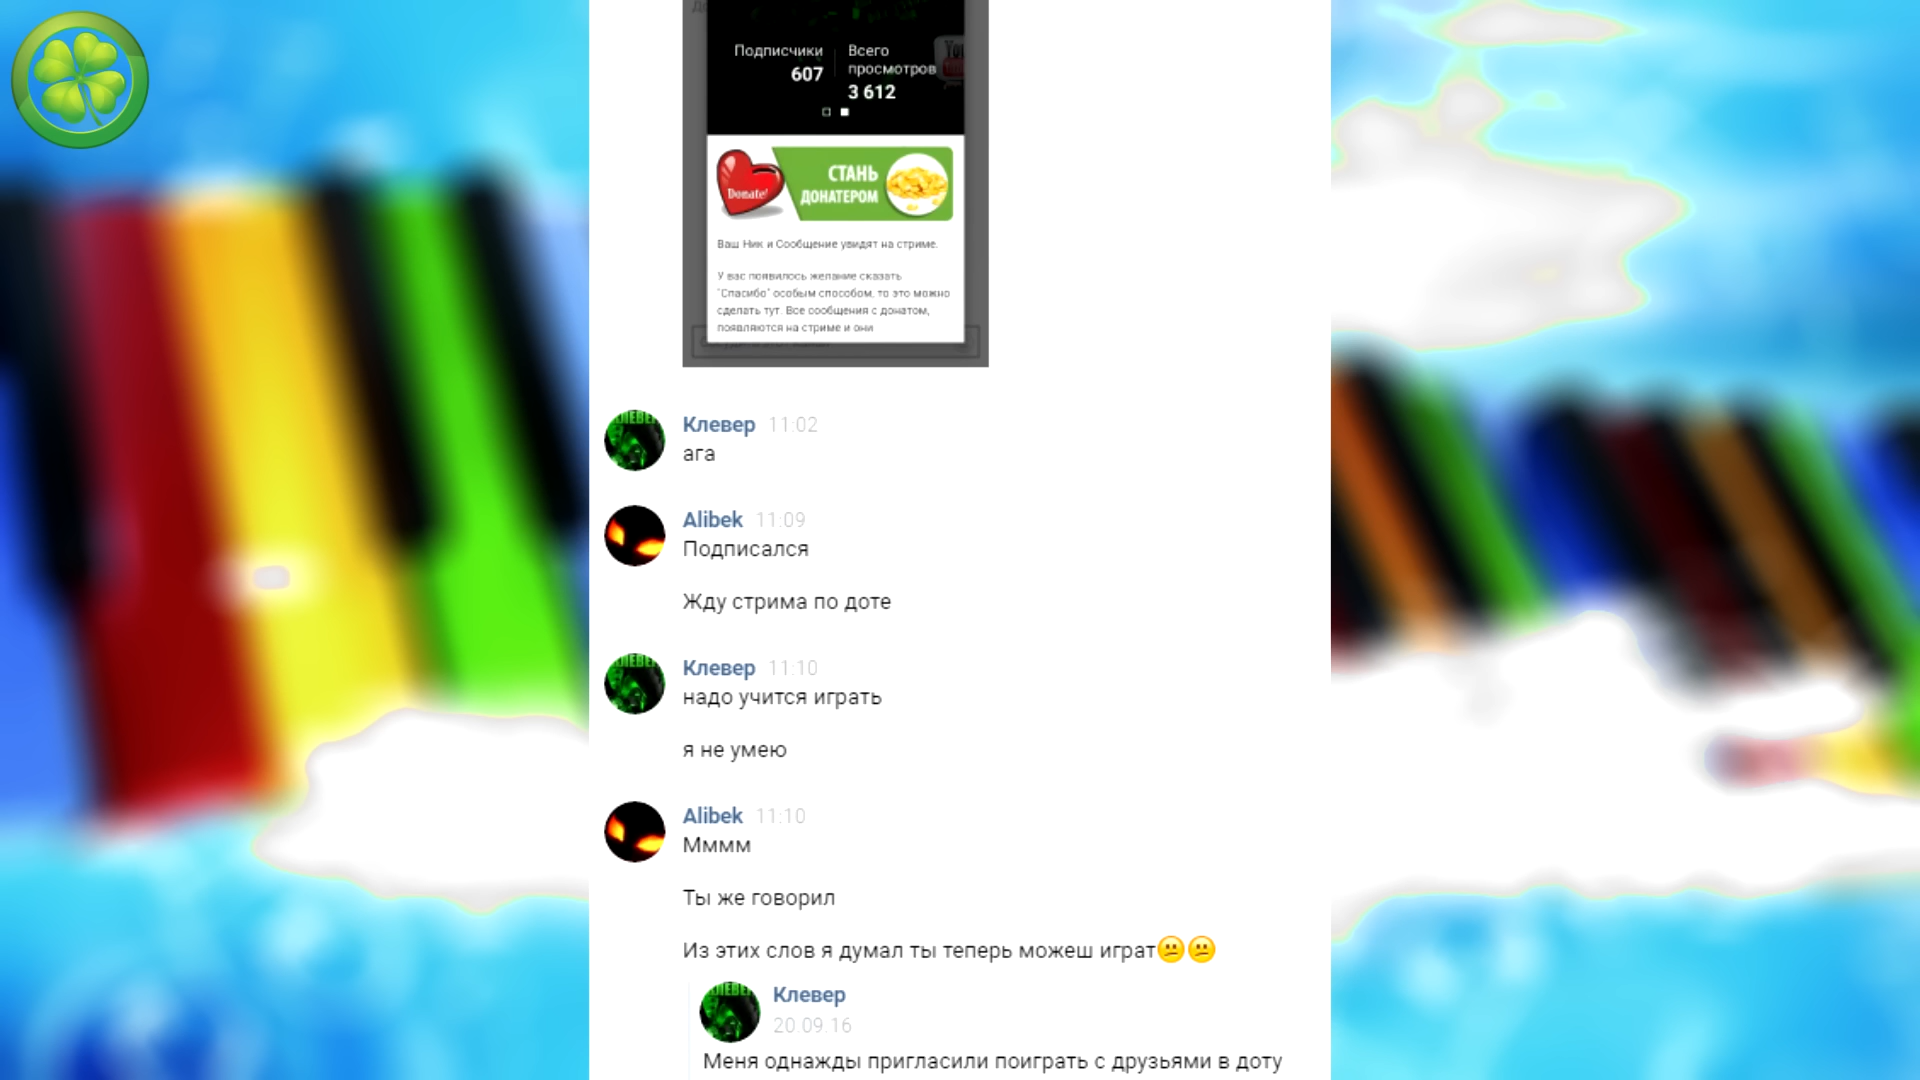 Подписчики
607
Всего
просмотров
3 612
Donate!
СТАНЬ
ДОНАТЕРОМ
Ваш Ник и Сообщение увидят на стриме.
У вас появилось желание сказать
"Спасибо" особым способом, то это можно
сделать тут. Все сообщения с донатом,
появляются на стриме и они
Клевер 11:02
ага
Alibek 11:09
Подписался
Жду стрима по доте
Клевер 11:10
надо учится играть
я не умею
Alibek 11:10
Мммм
Ты же говорил
Из этих слов я думал ты теперь можеш играт😕😕
Клевер
20.09.16
Меня однажды пригласили поиграть с друзьями в доту